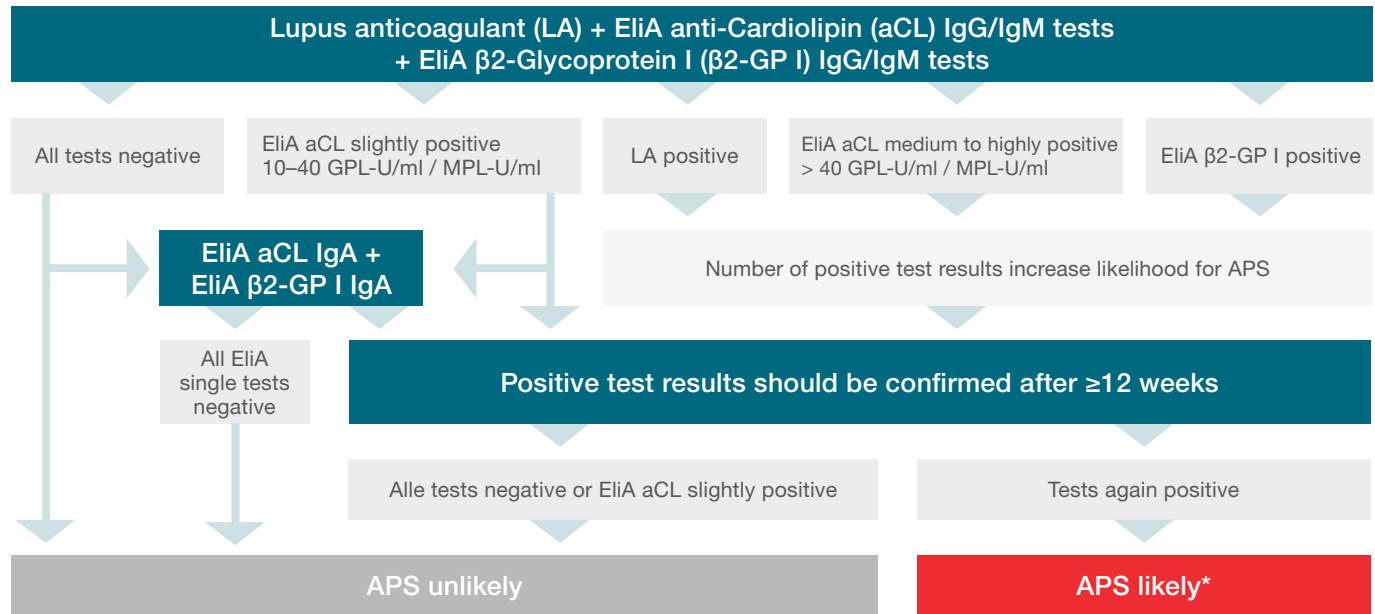 Lupus anticoagulant (LA) + EliA anti-Cardiolipin (aCL) IgG/IgM tests
+ EliA β2-Glycoprotein I (β2-GP I) IgG/IgM tests
All tests negative
EliA aCL slightly positive
10–40 GPL-U/ml / MPL-U/ml
LA positive
EliA aCL medium to highly positive
> 40 GPL-U/ml / MPL-U/ml
EliA β2-GP I positive
EliA aCL IgA +
EliA β2-GP I IgA
Number of positive test results increase likelihood for APS
All EliA
single tests
negative
Positive test results should be confirmed after ≥12 weeks
Alle tests negative or EliA aCL slightly positive
Tests again positive
APS unlikely
APS likely*